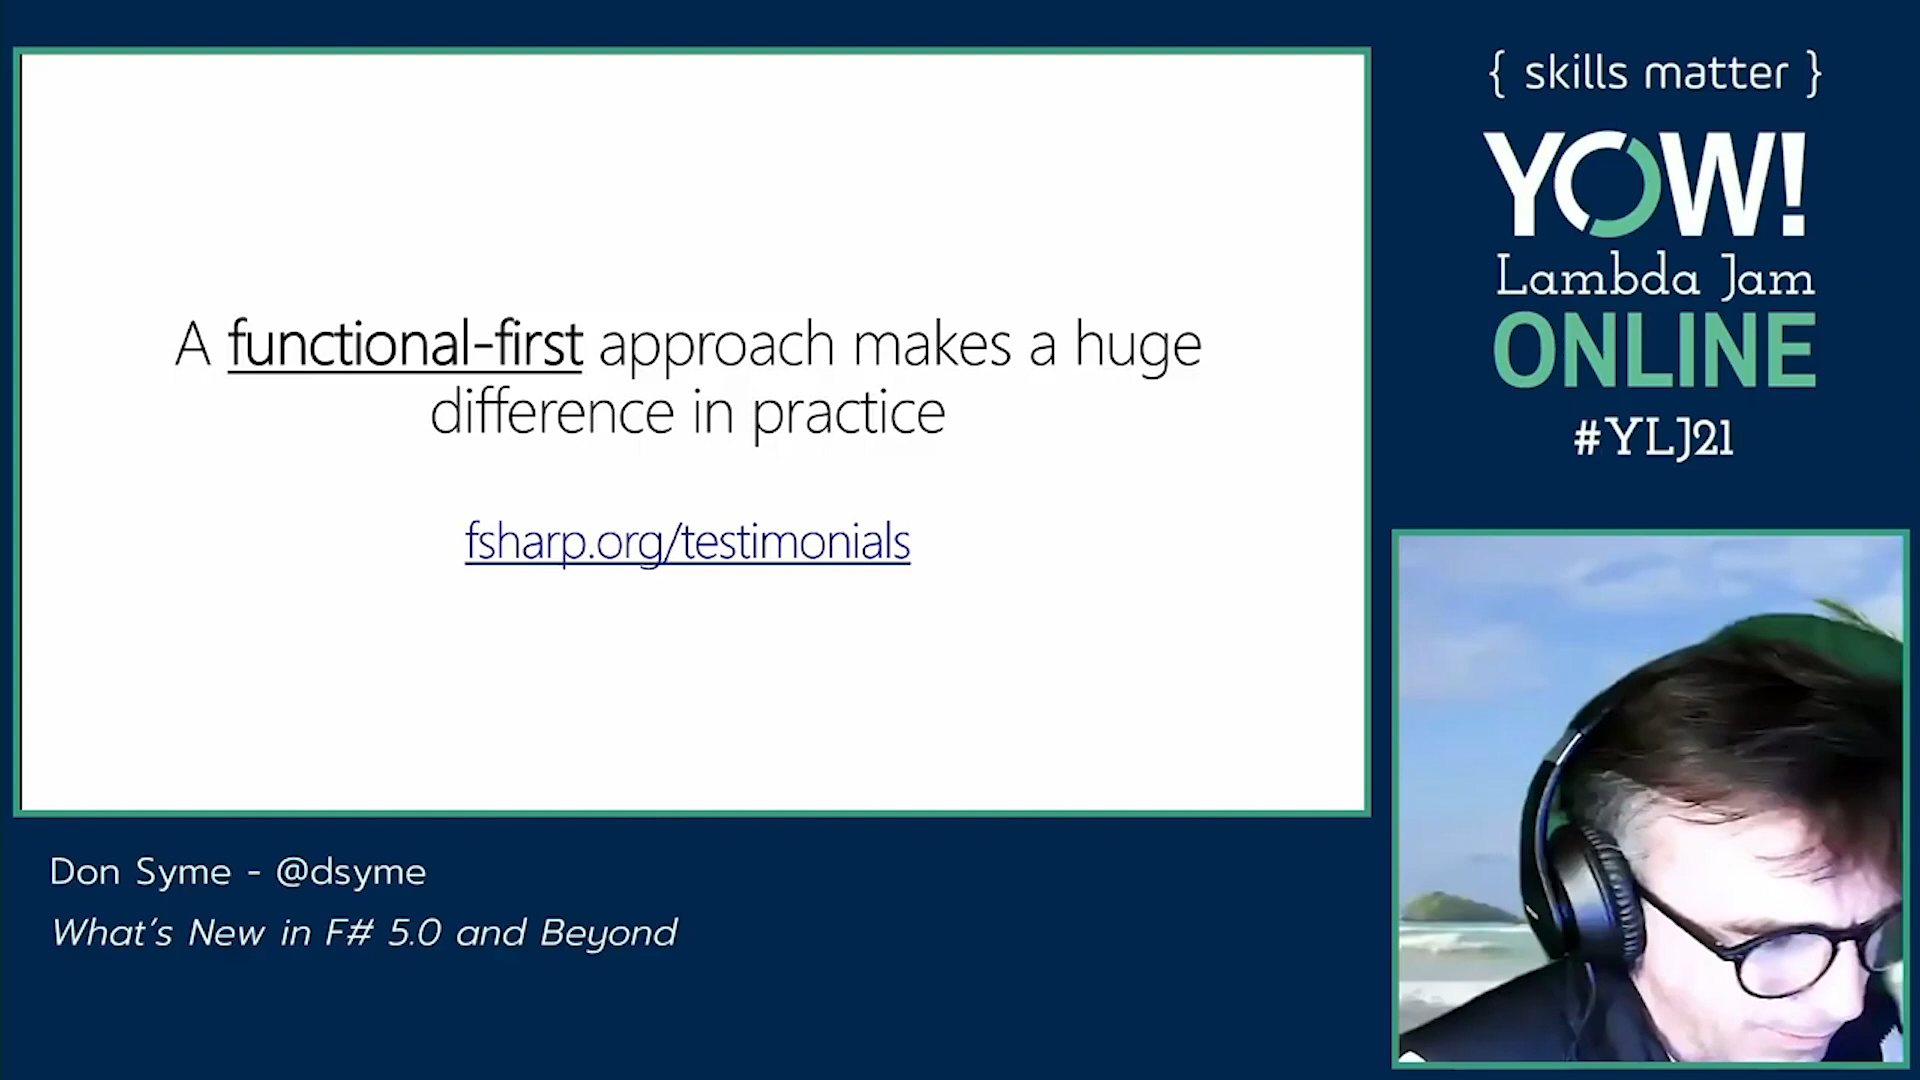 A functional-first approach makes a huge
difference in practice
fsharp.org/testimonials
Don Syme - @dsyme
What's New in F# 5.0 and Beyond
{ skills matter }
YOW!
Lambda Jam
ONLINE
#YLJ21